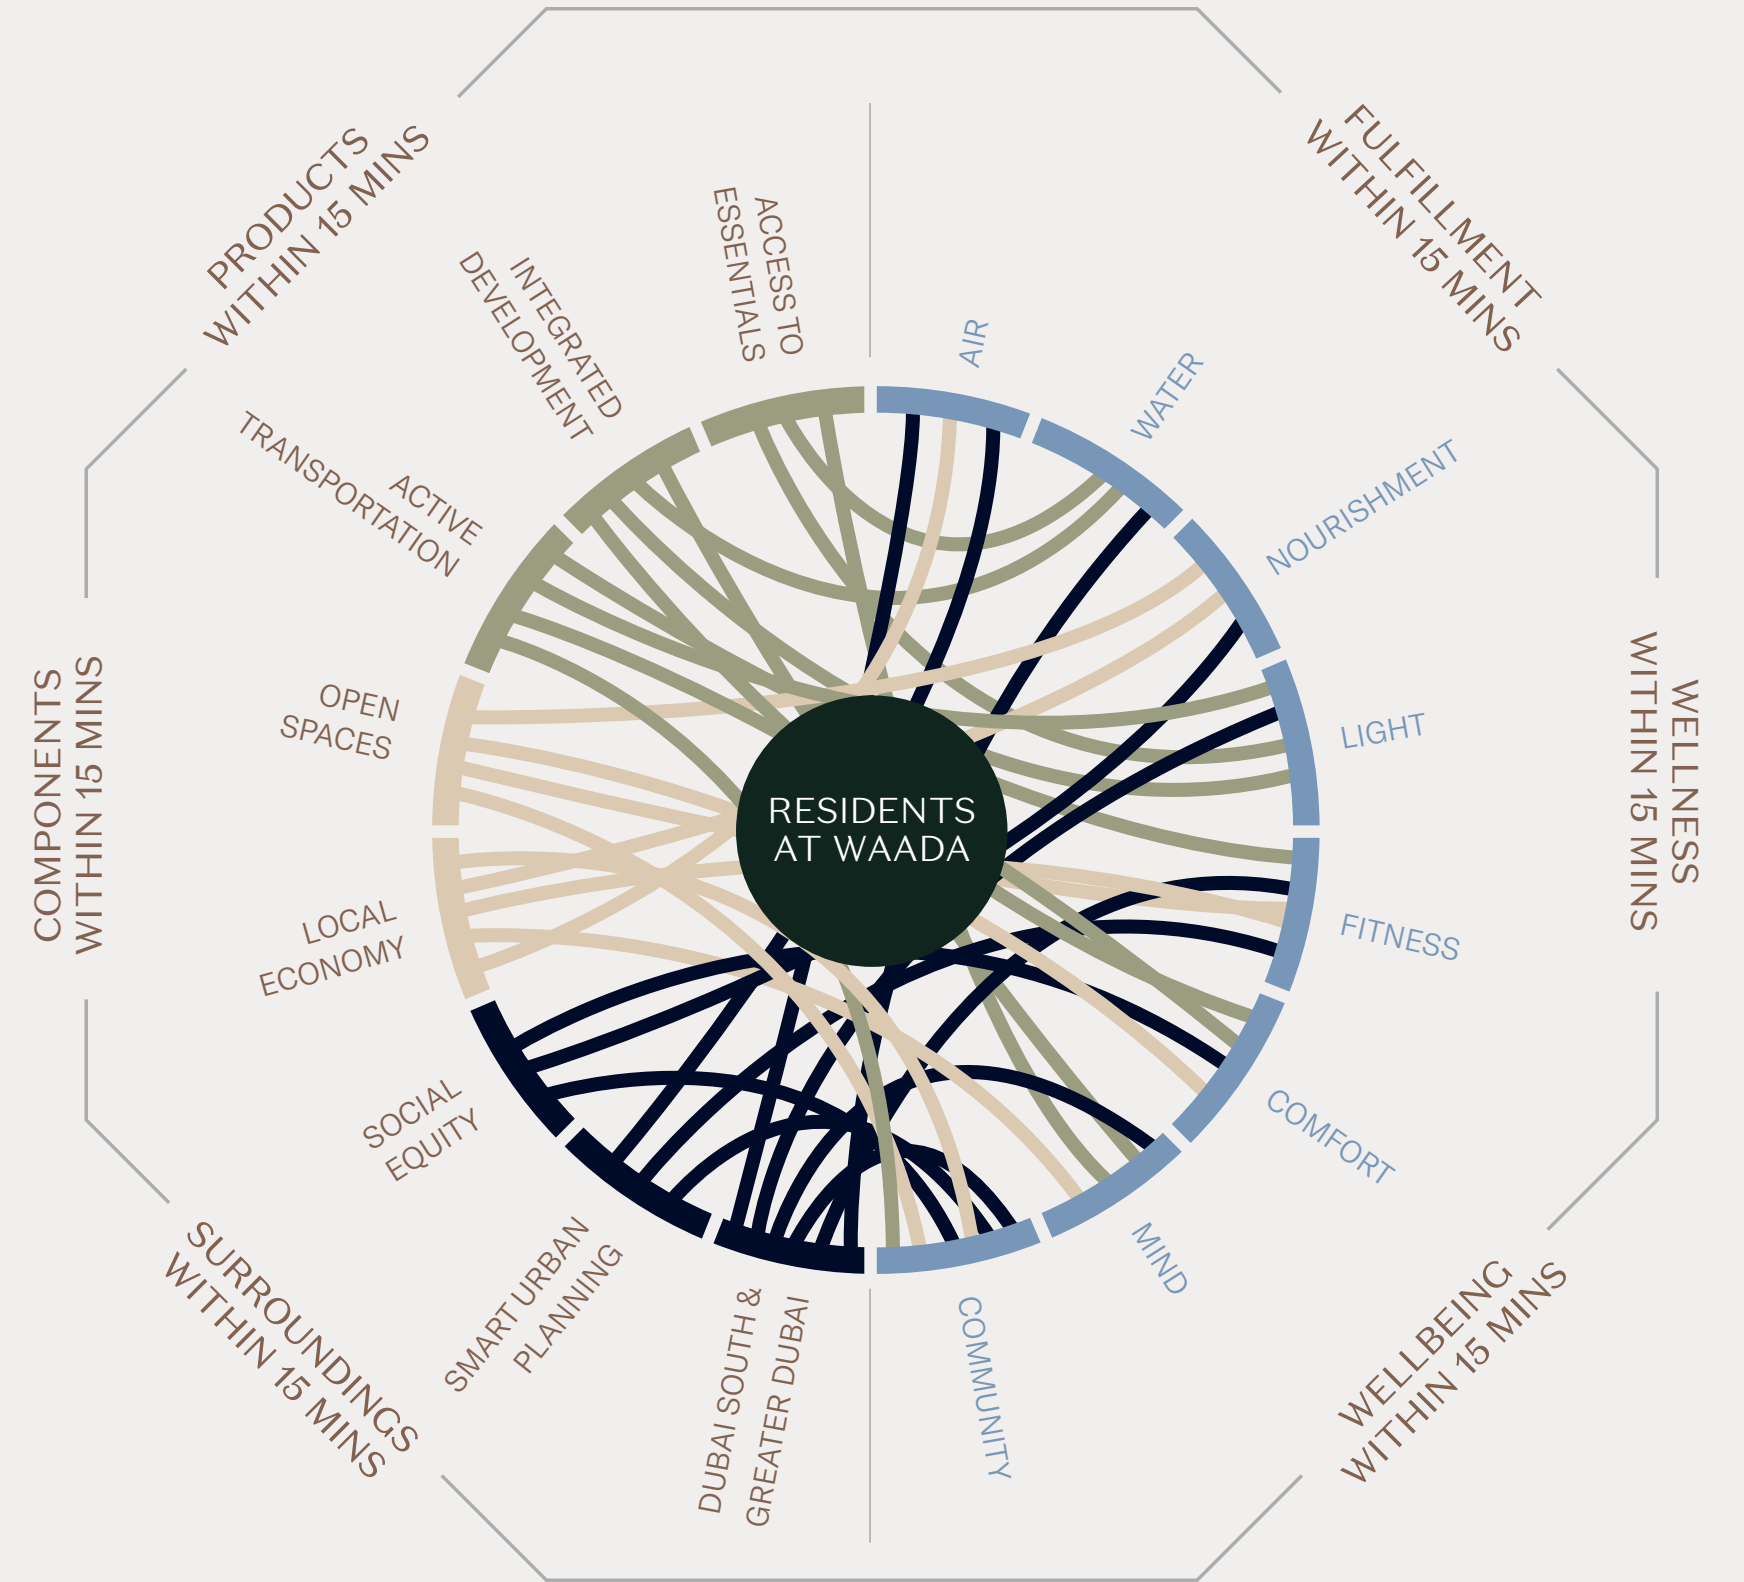 PRODUCTS
WITHIN 15 MINS
FULFILLMENT
WITHIN 15 MINS
ACCESS TO
ESSENTIALS
INTEGRATED
DEVELOPMENT
AIR
WATER
ACTIVE
TRANSPORTATION
NOURISHMENT
COMPONENTS
WITHIN 15 MINS
OPEN
SPACES
LIGHT
WELLNESS
WITHIN 15 MINS
RESIDENTS
AT WAADA
LOCAL
ECONOMY
FITNESS
SOCIAL
EQUITY
COMFORT
SURROUNDINGS
WITHIN 15 MINS
SMART URBAN
PLANNING
MIND
WELLBEING
WITHIN 15 MINS
DUBAI SOUTH &
GREATER DUBAI
COMMUNITY